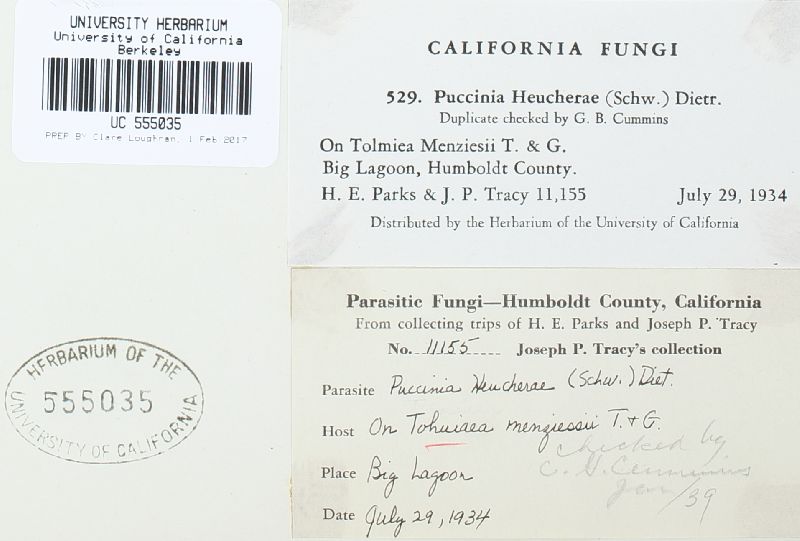 UNIVERSITY HERBARIUM
University of California
Berkeley
UC 555035
PREP BY Clare Loughran, 1 Feb 2017
CALIFORNIA FUNGI
529. Puccinia Heucherae (Schw.) Dietr.
Duplicate checked by G. B. Cummins
On Tolmiea Menziesii T. & G.
Big Lagoon, Humboldt County.
H. E. Parks & J. P. Tracy 11,155 July 29, 1934
Distributed by the Herbarium of the University of California
HERBARIUM OF THE
555035
UNIVERSITY OF CALIFORNIA
Parasitic Fungi—Humboldt County, California
From collecting trips of H. E. Parks and Joseph P. Tracy
No. 11155 Joseph P. Tracy's collection
Parasite Puccinia Heucherae (Schw.) Diet.
Host On Tohuiaea menziessii T. & G.
Place Big Lagoon
Date July 29, 1934
checked by
G. B. Cummins
Jan/39